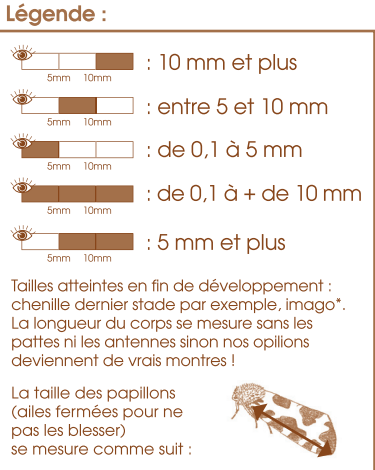 Légende :
: 10 mm et plus
5mm 10mm
: entre 5 et 10 mm
5mm 10mm
: de 0,1 à 5 mm
5mm 10mm
: de 0,1 à + de 10 mm
5mm 10mm
: 5 mm et plus
5mm 10mm
Tailles atteintes en fin de développement :
chenille dernier stade par exemple, imago*.
La longueur du corps se mesure sans les
pattes ni les antennes sinon nos opilions
deviennent de vrais montres !
La taille des papillons
(ailes fermées pour ne
pas les blesser)
se mesure comme suit :